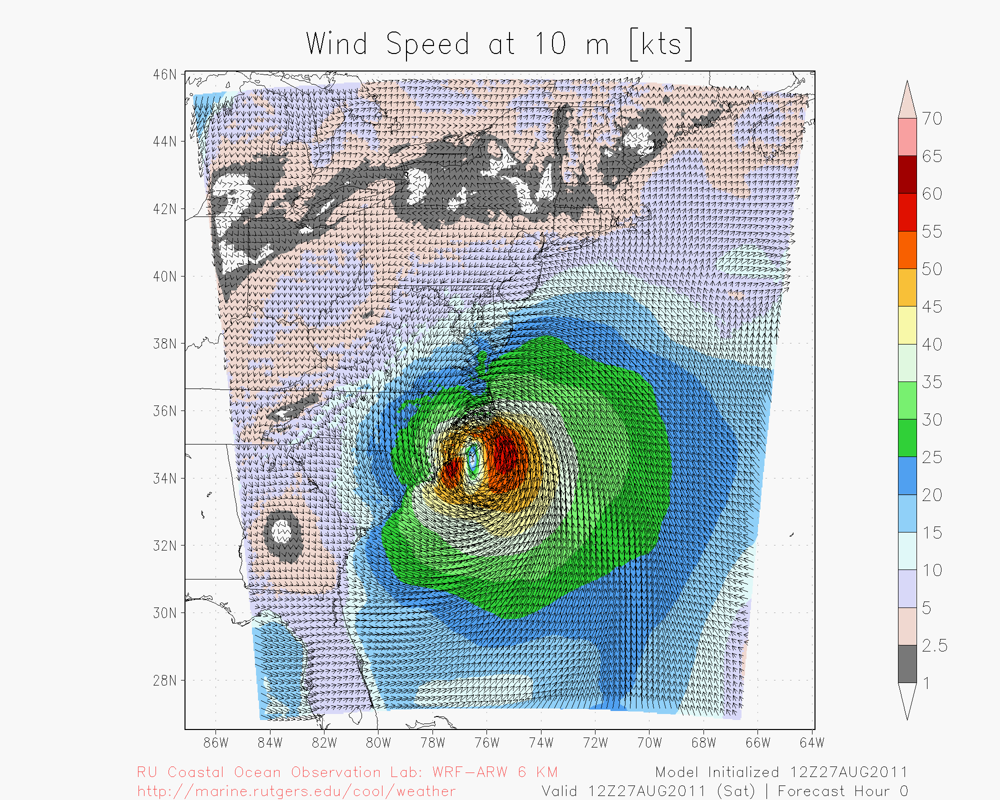 Wind Speed at 10 m [kts]
46N
44N
42N
40N
38N
36N
34N
32N
30N
28N
86W 84W 82W 80W 78W 76W 74W 72W 70W 68W 66W 64W
70
65
60
55
50
45
40
35
30
25
20
15
10
5
2.5
1
RU Coastal Ocean Observation Lab: WRF-ARW 6 KM
Model Initialized 12Z27AUG2011
http://marine.rutgers.edu/cool/weather
Valid 12Z27AUG2011 (Sat) | Forecast Hour 0